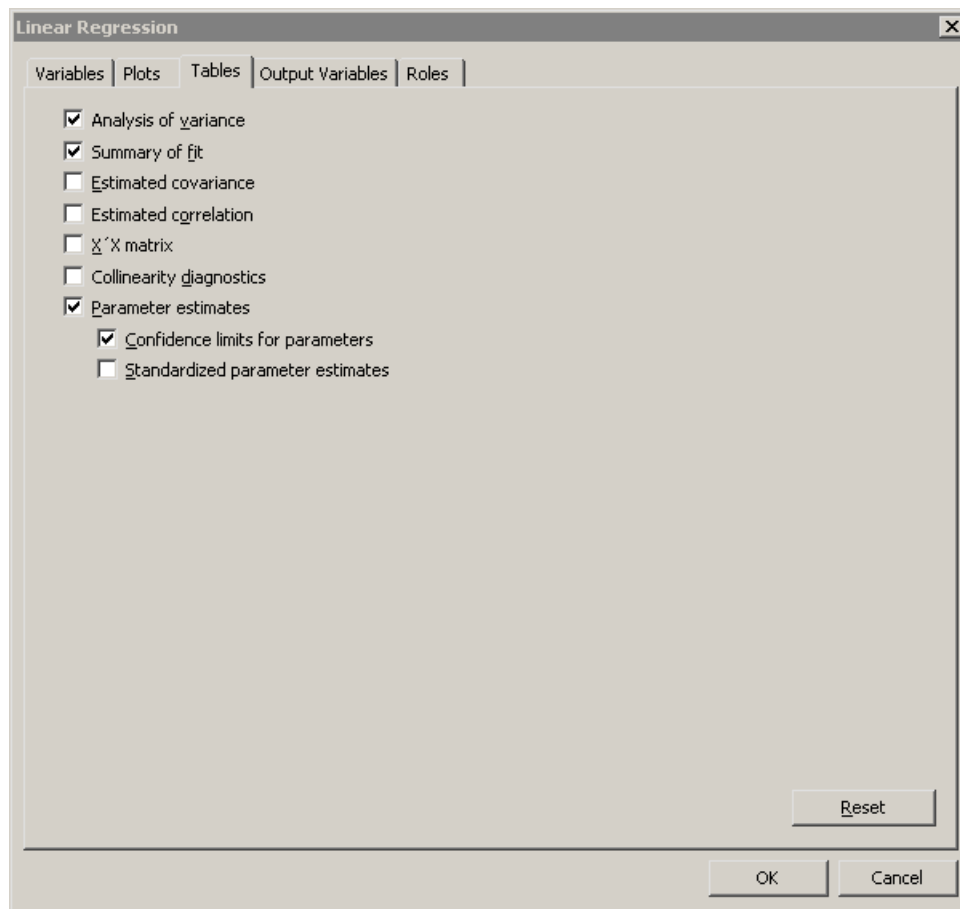 Linear Regression
Variables Plots Tables Output Variables Roles
Analysis of variance
Summary of fit
Estimated covariance
Estimated correlation
X´X matrix
Collinearity diagnostics
Parameter estimates
Confidence limits for parameters
Standardized parameter estimates
Reset
OK Cancel